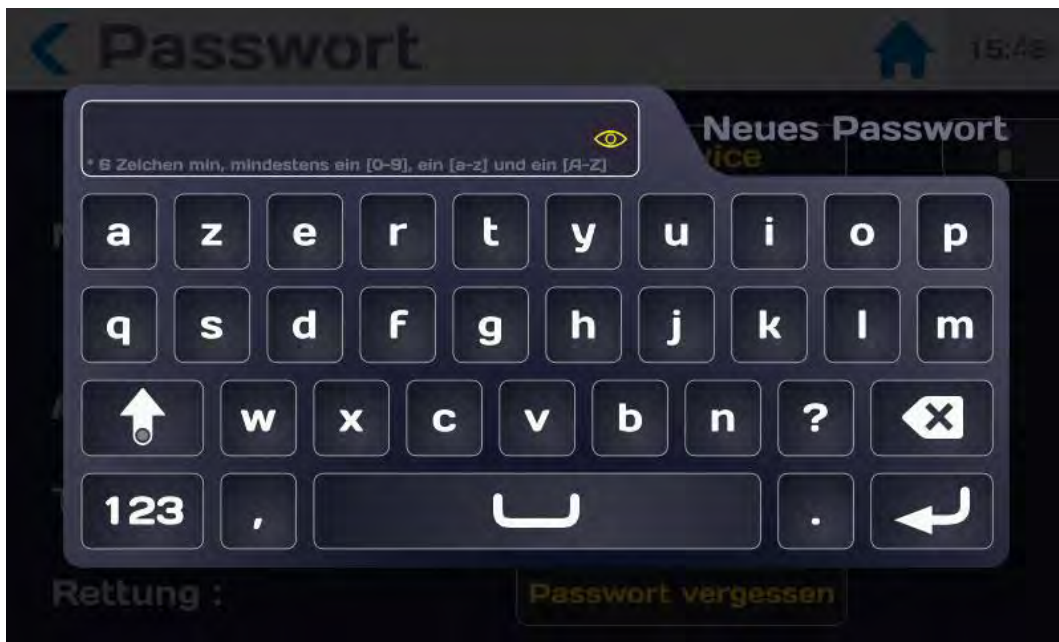 Passwort 15:48
Neues Passwort
* 6 Zeichen min, mindestens ein [0-9], ein [a-z] und ein [A-Z]
a z e r t y u i o p
q s d f g h j k l m
w x c v b n ?
123 , .
Rettung :
Passwort vergessen